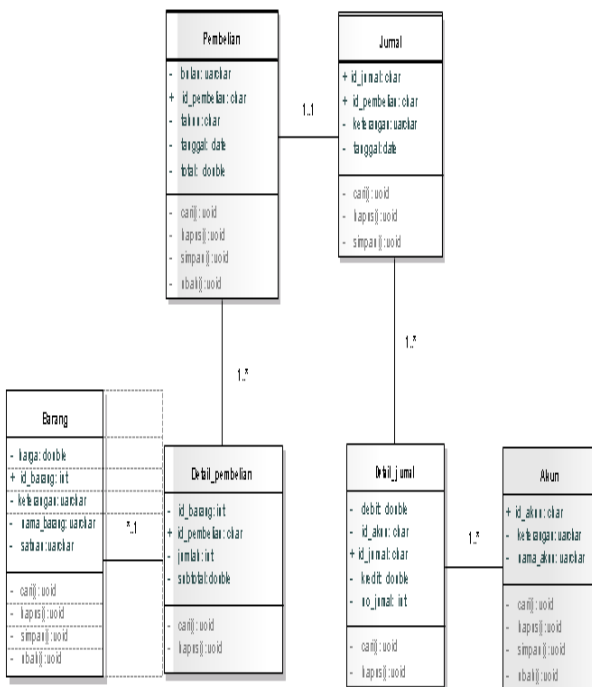 Pembelian
- bulan: varchar
+ id_pembelian: char
- tahun: char
- tanggal: date
- total: double
- cari(): void
- hapus(): void
- simpan(): void
- ubah(): void
1..1
Jurnal
+ id_jurnal: char
+ id_pembelian: char
- keterangan: varchar
- tanggal: date
- cari(): void
- hapus(): void
- simpan(): void
1..*
1..*
Barang
- harga: double
+ id_barang: int
- keterangan: varchar
- nama_barang: varchar
- satuan: varchar
- cari(): void
- hapus(): void
- simpan(): void
- ubah(): void
*..1
Detail_pembelian
- id_barang: int
+ id_pembelian: char
- jumlah: int
- subtotal: double
- cari(): void
- hapus(): void
Detail_jurnal
- debit: double
- id_akun: char
+ id_jurnal: char
- kredit: double
- no_jurnal: int
- cari(): void
- hapus(): void
1..*
Akun
+ id_akun: char
- keterangan: varchar
- nama_akun: varchar
- cari(): void
- hapus(): void
- simpan(): void
- ubah(): void